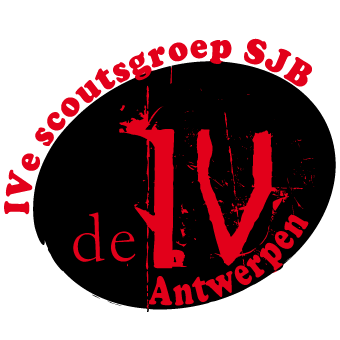 IVe scoutsgroep SJB
de IV
Antwerpen